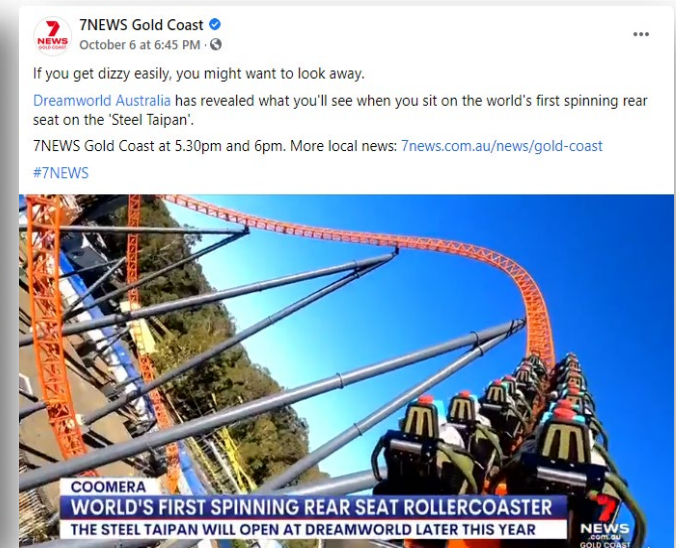 7NEWS Gold Coast
October 6 at 6:45 PM ·
If you get dizzy easily, you might want to look away.
Dreamworld Australia has revealed what you'll see when you sit on the world's first spinning rear
seat on the 'Steel Taipan'.
7NEWS Gold Coast at 5.30pm and 6pm. More local news: 7news.com.au/news/gold-coast
#7NEWS
7
NEWS
GOLD COAST
COOMERA
WORLD'S FIRST SPINNING REAR SEAT ROLLERCOASTER
THE STEEL TAIPAN WILL OPEN AT DREAMWORLD LATER THIS YEAR
7
NEWS
.com.au
GOLD COAST